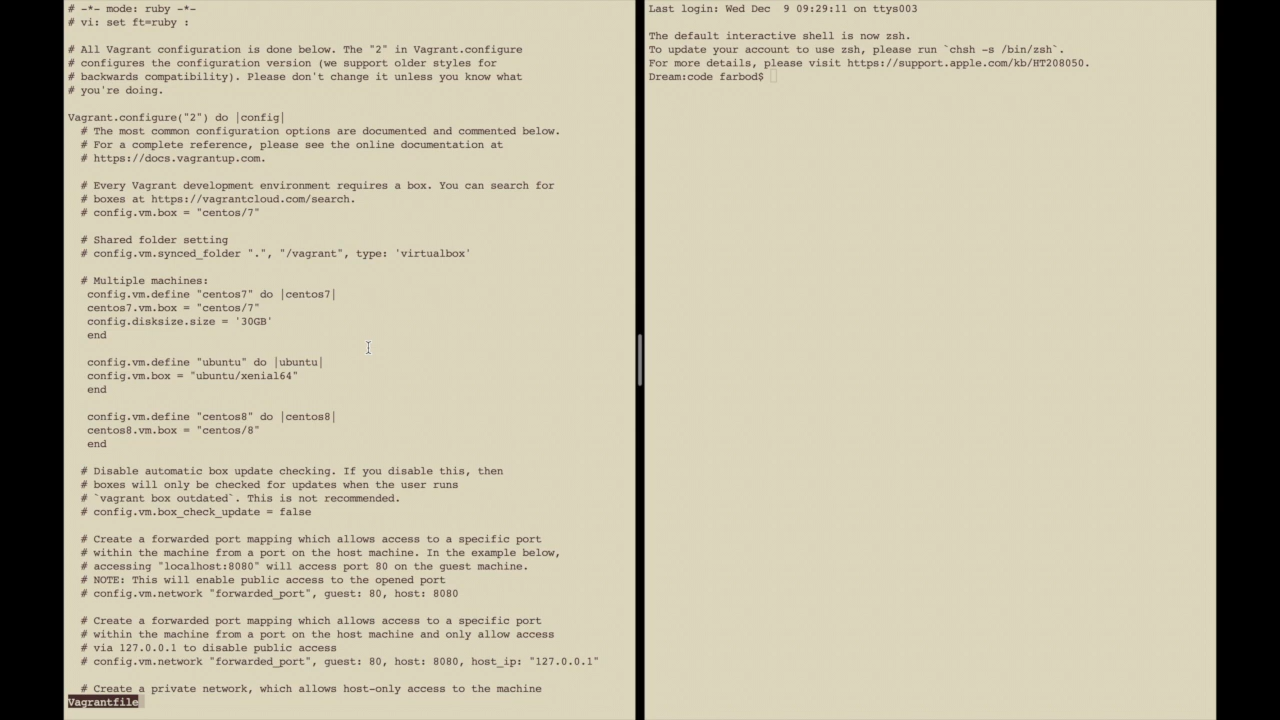 # -*- mode: ruby -*-
# vi: set ft=ruby :

# All Vagrant configuration is done below. The "2" in Vagrant.configure
# configures the configuration version (we support older styles for
# backwards compatibility). Please don't change it unless you know what
# you're doing.

Vagrant.configure("2") do |config|
  # The most common configuration options are documented and commented below.
  # For a complete reference, please see the online documentation at
  # https://docs.vagrantup.com.

  # Every Vagrant development environment requires a box. You can search for
  # boxes at https://vagrantcloud.com/search.
  # config.vm.box = "centos/7"

  # Shared folder setting
  # config.vm.synced_folder ".", "/vagrant", type: 'virtualbox'

  # Multiple machines:
   config.vm.define "centos7" do |centos7|
   centos7.vm.box = "centos/7"
   config.disksize.size = '30GB'
   end

   config.vm.define "ubuntu" do |ubuntu|
   config.vm.box = "ubuntu/xenial64"
   end

   config.vm.define "centos8" do |centos8|
   centos8.vm.box = "centos/8"
   end

  # Disable automatic box update checking. If you disable this, then
  # boxes will only be checked for updates when the user runs
  # `vagrant box outdated`. This is not recommended.
  # config.vm.box_check_update = false

  # Create a forwarded port mapping which allows access to a specific port
  # within the machine from a port on the host machine. In the example below,
  # accessing "localhost:8080" will access port 80 on the guest machine.
  # NOTE: This will enable public access to the opened port
  # config.vm.network "forwarded_port", guest: 80, host: 8080

  # Create a forwarded port mapping which allows access to a specific port
  # within the machine from a port on the host machine and only allow access
  # via 127.0.0.1 to disable public access
  # config.vm.network "forwarded_port", guest: 80, host: 8080, host_ip: "127.0.0.1"

  # Create a private network, which allows host-only access to the machine
Vagrantfile
Last login: Wed Dec  9 09:29:11 on ttys003

The default interactive shell is now zsh.
To update your account to use zsh, please run `chsh -s /bin/zsh`.
For more details, please visit https://support.apple.com/kb/HT208050.
Dream:code farbod$